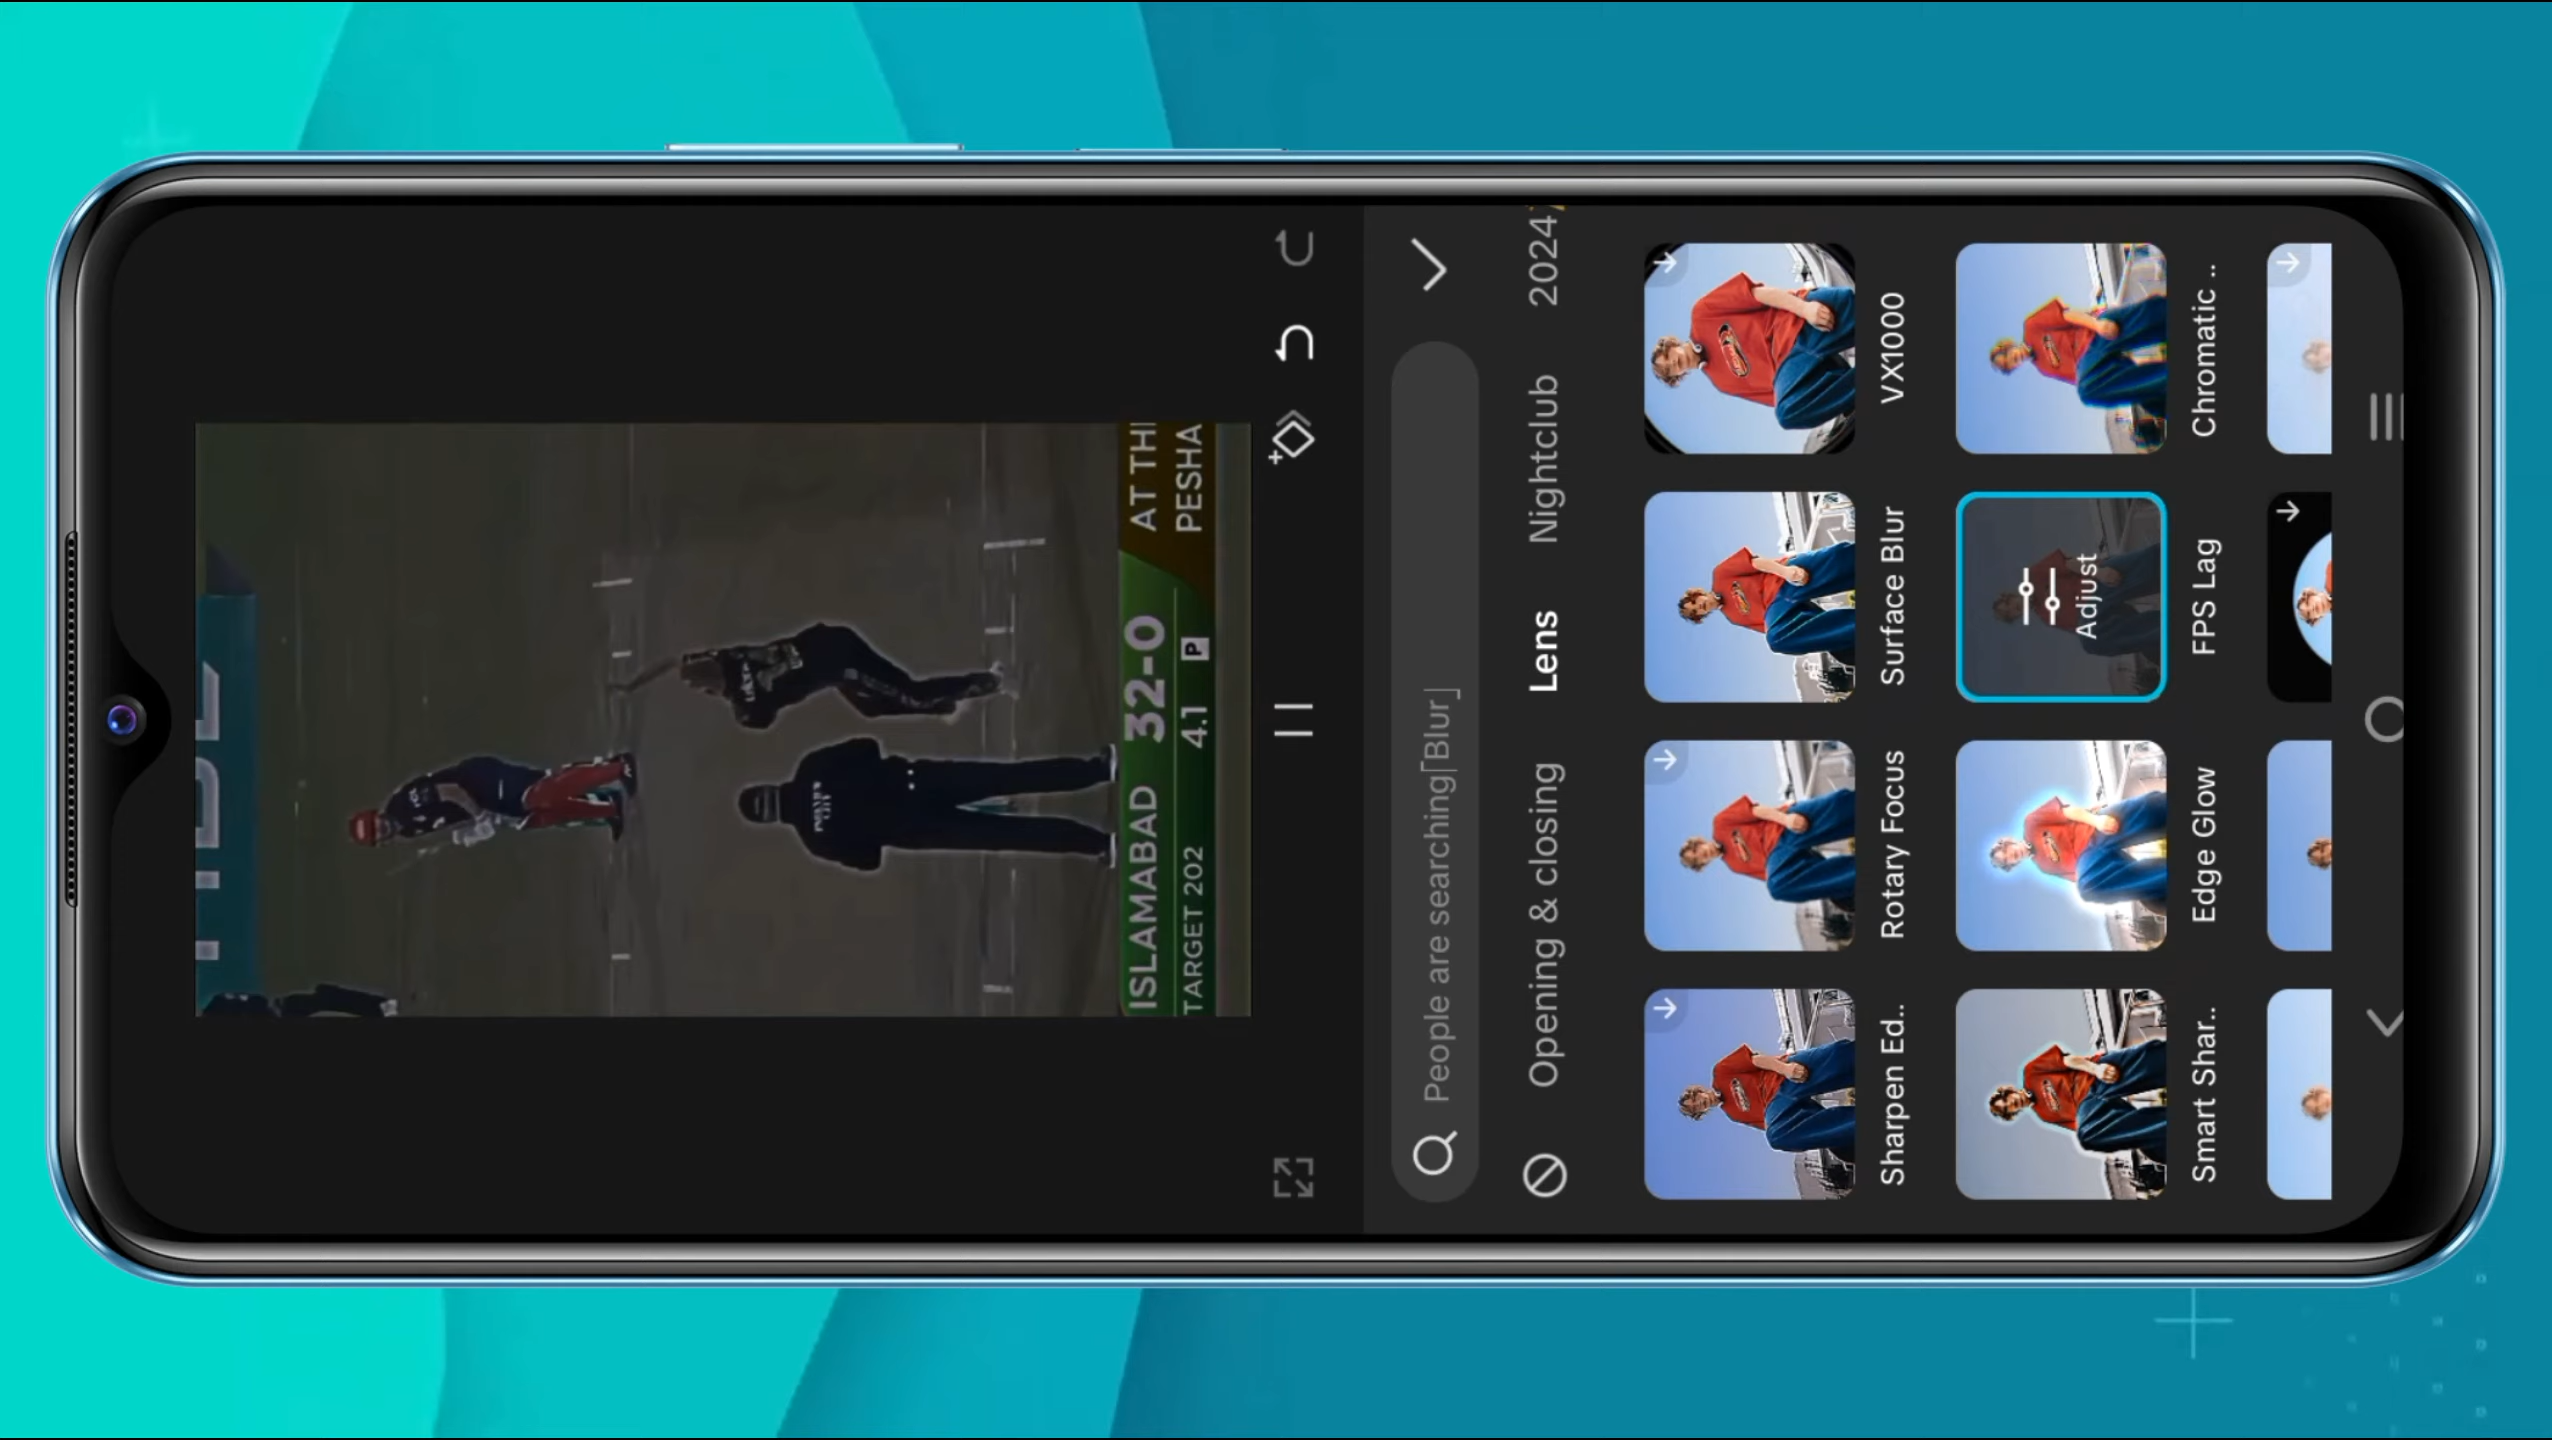 AT THI
PESHA
ISLAMABAD 32-0
TARGET 202 4.1 P
People are searching「Blur」
Opening & closing Lens Nightclub 2024
Sharpen Ed.. Rotary Focus Surface Blur VX1000
Adjust
Smart Shar.. Edge Glow FPS Lag Chromatic ..